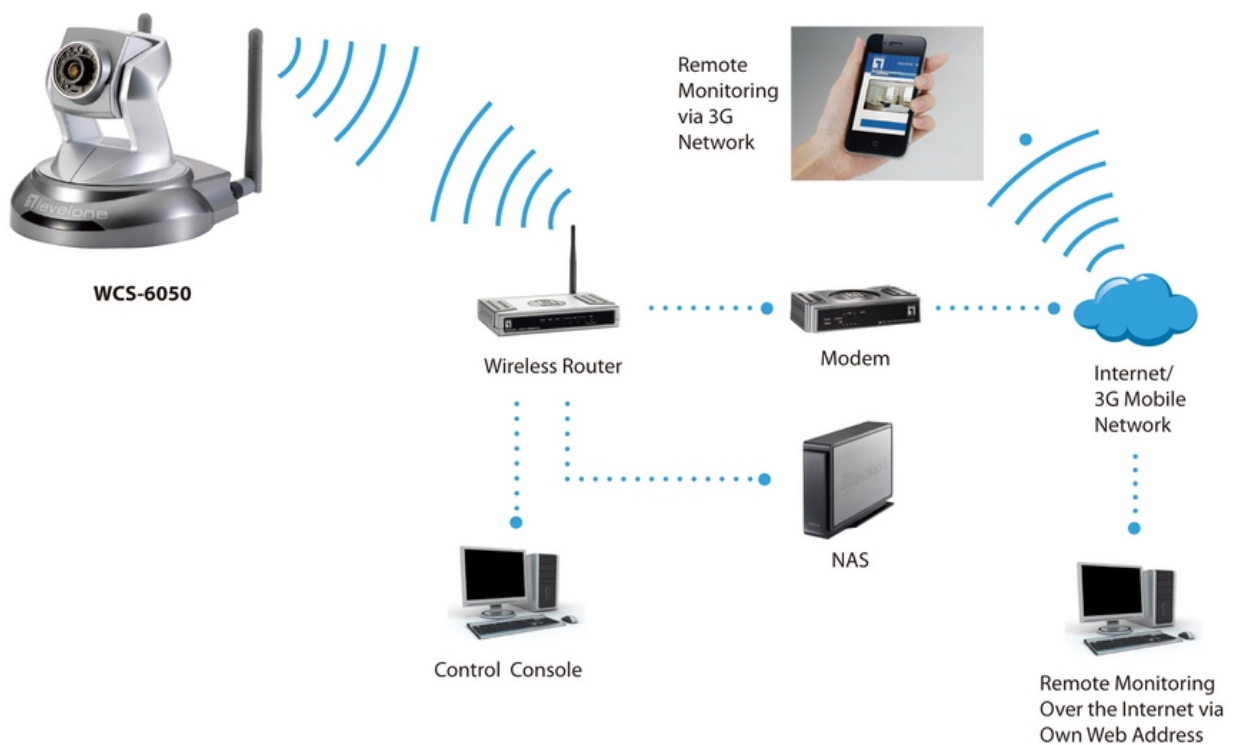 levelone
WCS-6050
Remote
Monitoring
via 3G
Network
Wireless Router
Modem
Internet/
3G Mobile
Network
NAS
Control Console
Remote Monitoring
Over the Internet via
Own Web Address